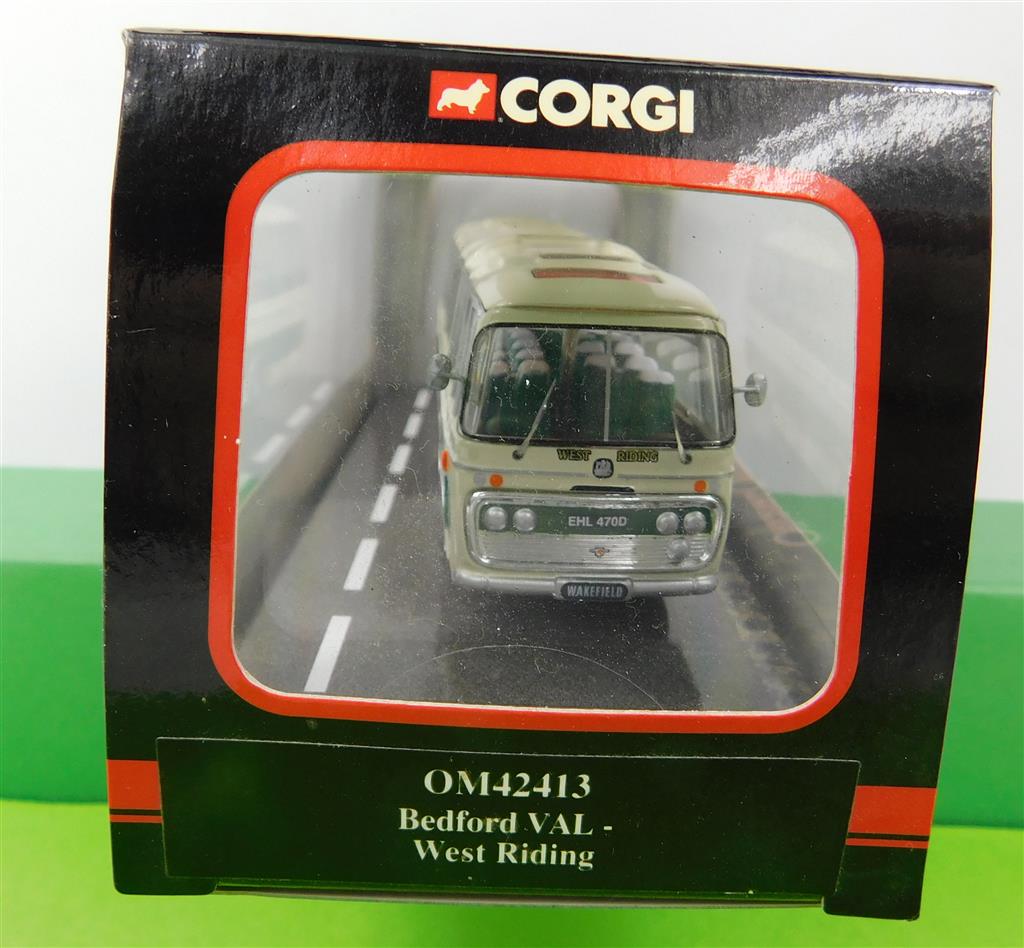 CORGI
WEST RIDING
EHL 470D
WAKEFIELD
OM42413
Bedford VAL -
West Riding